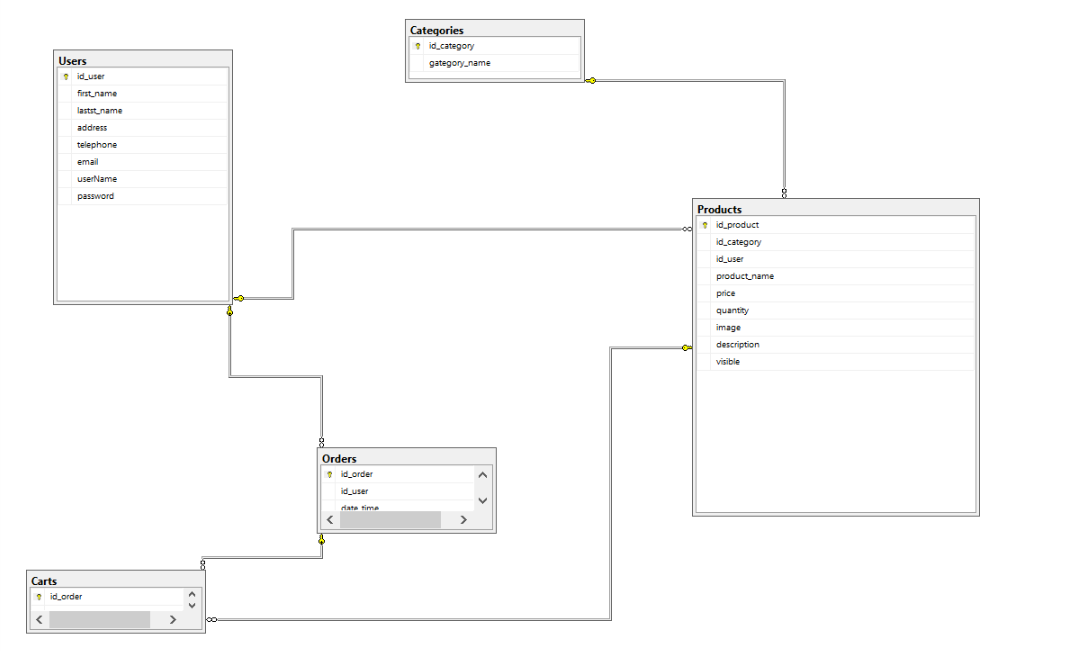 Categories
id_category
gategory_name
Users
id_user
first_name
lastst_name
address
telephone
email
userName
password
Products
id_product
id_category
id_user
product_name
price
quantity
image
description
visible
Orders
id_order
id_user
date_time
Carts
id_order